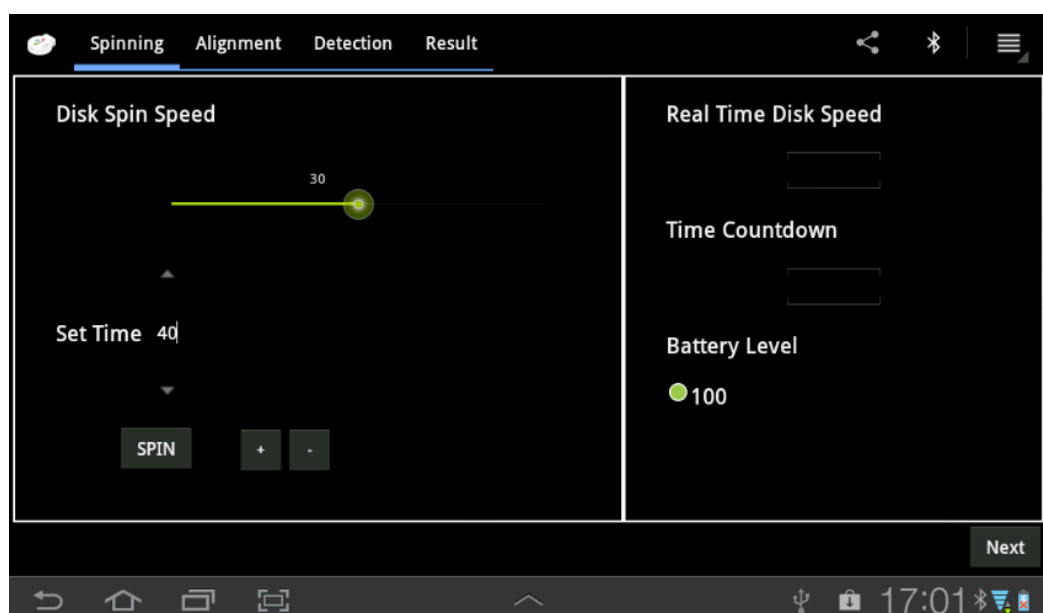 Spinning Alignment Detection Result
Disk Spin Speed
30
Set Time 40
SPIN + -
Real Time Disk Speed
Time Countdown
Battery Level
100
Next
17:01